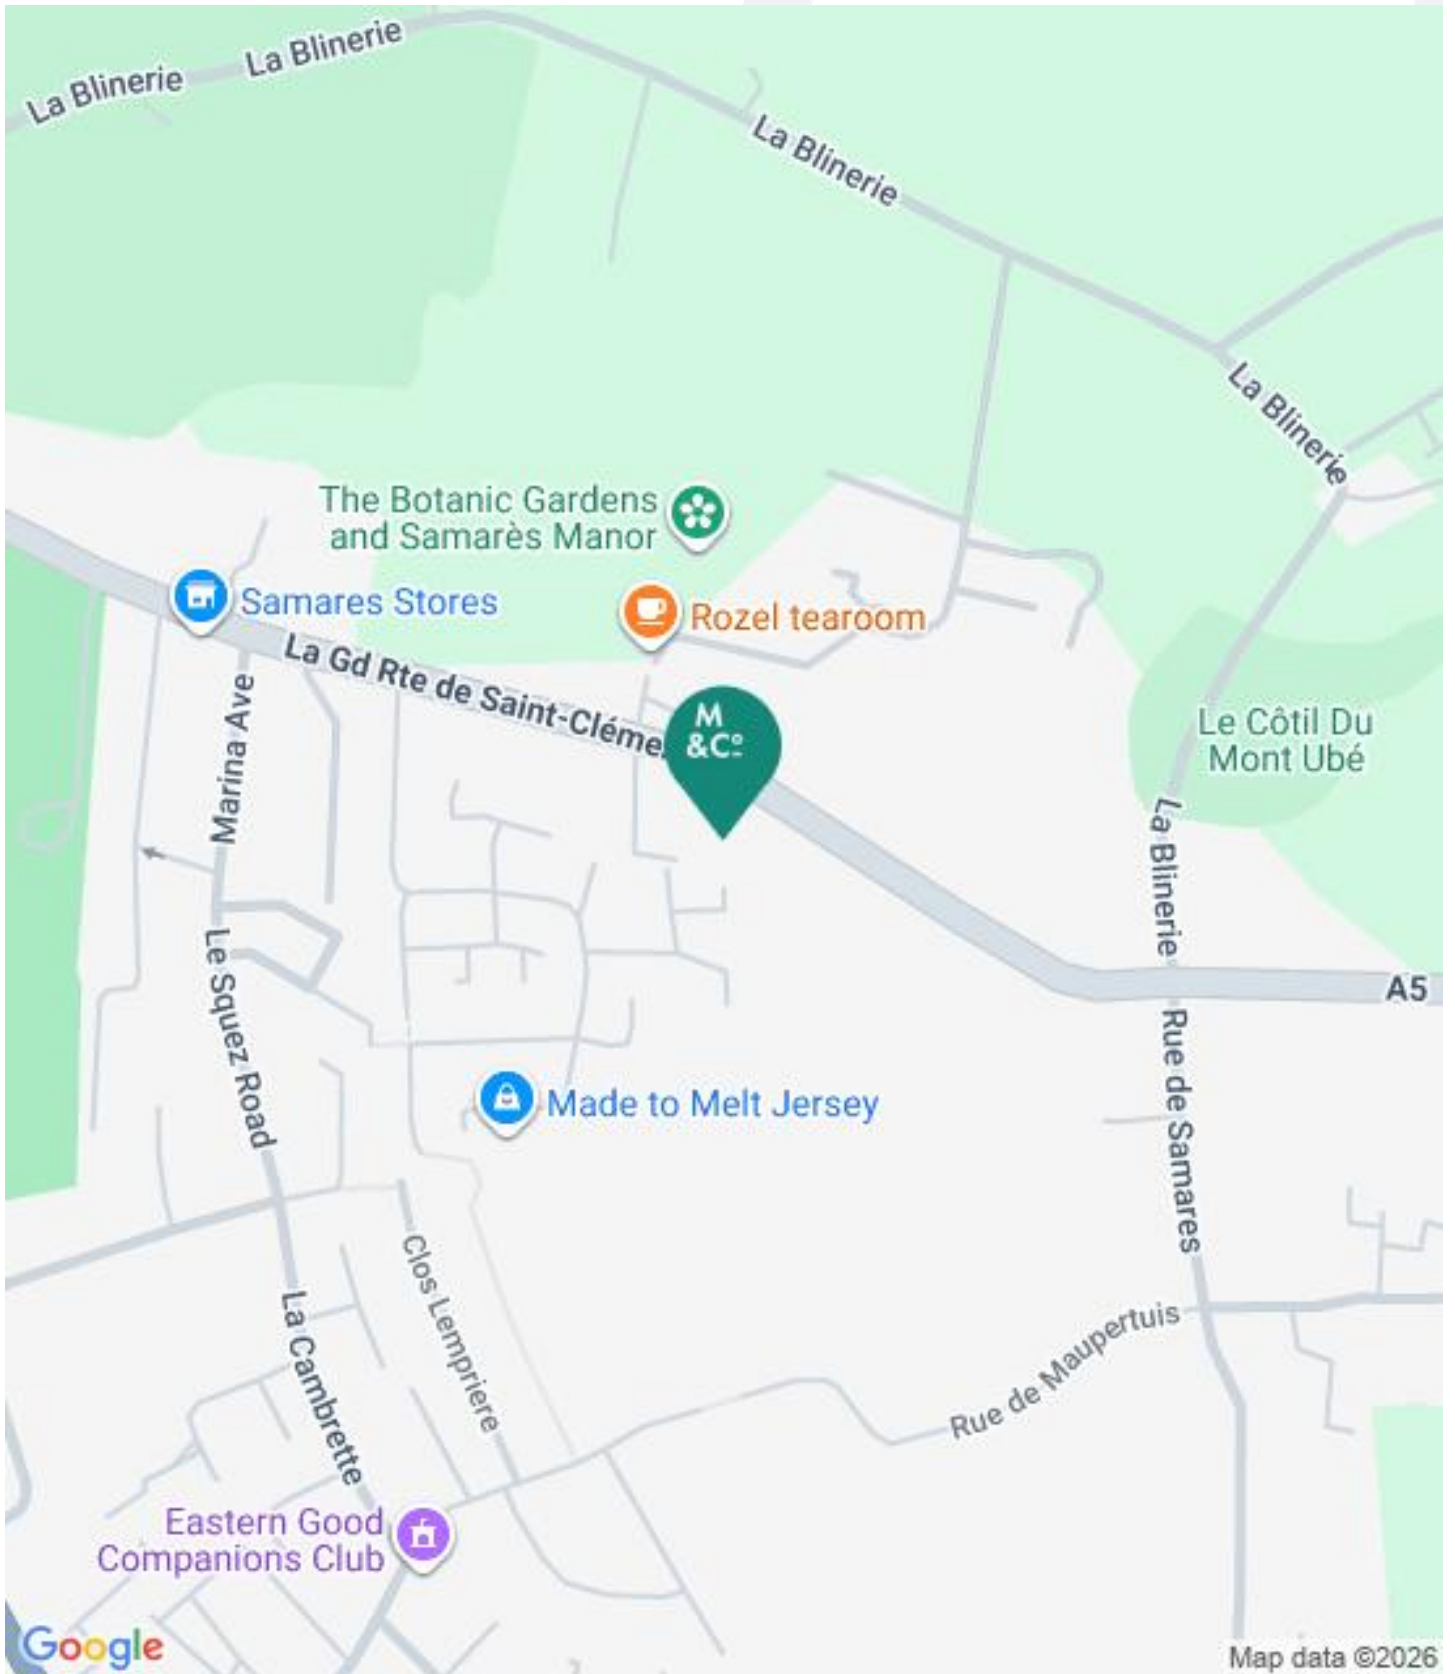 La Blinerie
La Blinerie
La Blinerie
La Blinerie
The Botanic Gardens
and Samarès Manor
Samares Stores
Rozel tearoom
La Gd Rte de Saint-Cléme
M
&Cº
Marina Ave
Le Côtil Du
Mont Ubé
La Blinerie
Le Squez Road
A5
Rue de Samares
Made to Melt Jersey
Clos Lempriere
La Cambrette
Rue de Maupertuis
Eastern Good
Companions Club
Google
Map data ©2026